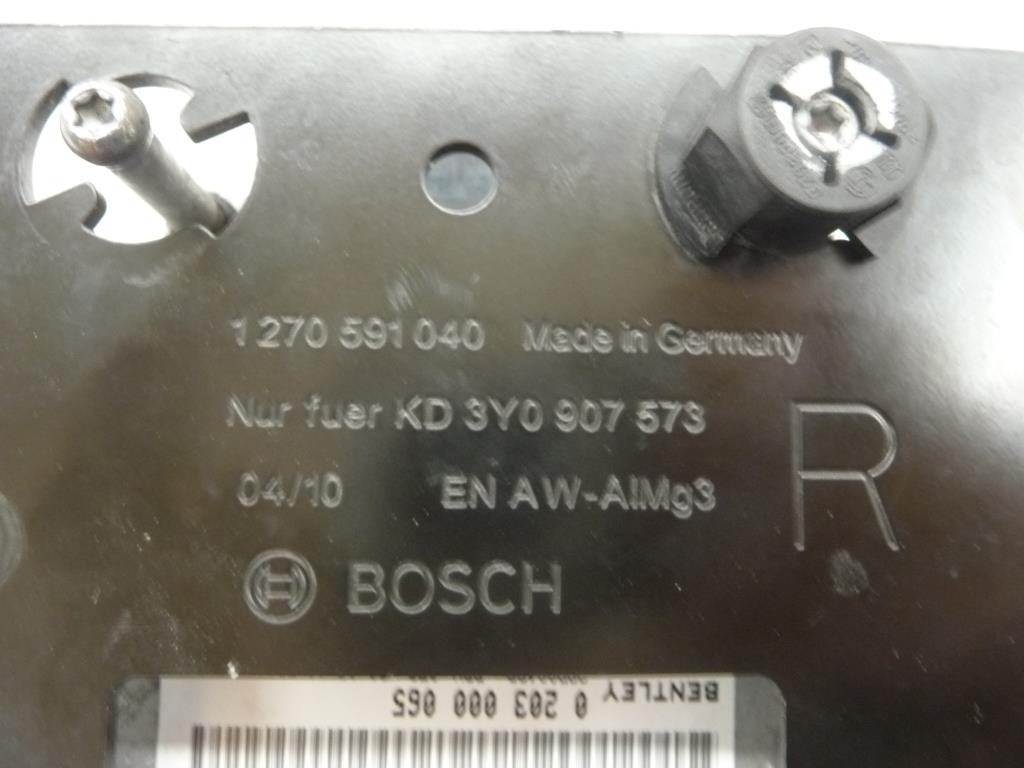 1 270 591 040 Made in Germany
Nur fuer KD 3Y0 907 573
04/10 EN AW-AlMg3
R
BOSCH
BENTLEY
0 203 000 065